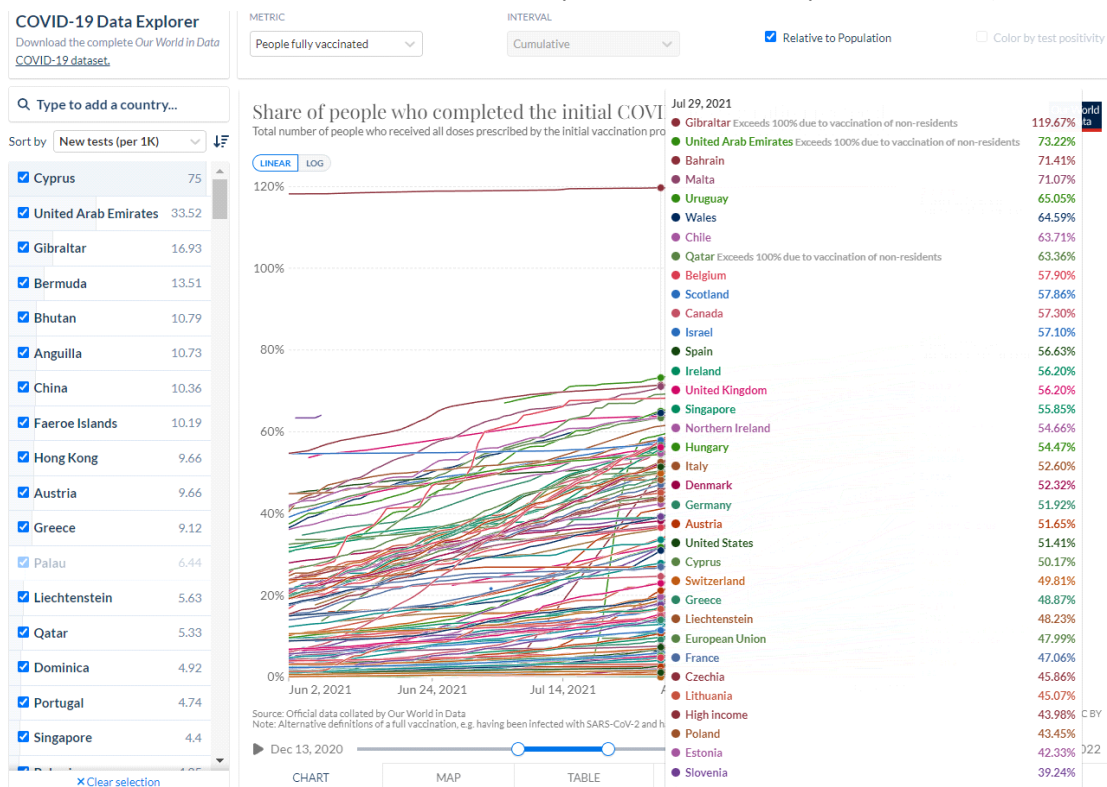 COVID-19 Data Explorer
Download the complete Our World in Data
COVID-19 dataset.
METRIC
People fully vaccinated
INTERVAL
Cumulative
Relative to Population
Color by test positivity
Type to add a country...
Sort by New tests (per 1K)
Cyprus 75
United Arab Emirates 33.52
Gibraltar 16.93
Bermuda 13.51
Bhutan 10.79
Anguilla 10.73
China 10.36
Faeroe Islands 10.19
Hong Kong 9.66
Austria 9.66
Greece 9.12
Palau 6.44
Liechtenstein 5.63
Qatar 5.33
Dominica 4.92
Portugal 4.74
Singapore 4.4
×Clear selection
Share of people who completed the initial COVI
Total number of people who received all doses prescribed by the initial vaccination pro
LINEAR LOG
120%
100%
80%
60%
40%
20%
0%
Jun 2, 2021 Jun 24, 2021 Jul 14, 2021 A
Jul 29, 2021
Gibraltar Exceeds 100% due to vaccination of non-residents 119.67%
United Arab Emirates Exceeds 100% due to vaccination of non-residents 73.22%
Bahrain 71.41%
Malta 71.07%
Uruguay 65.05%
Wales 64.59%
Chile 63.71%
Qatar Exceeds 100% due to vaccination of non-residents 63.36%
Belgium 57.90%
Scotland 57.86%
Canada 57.30%
Israel 57.10%
Spain 56.63%
Ireland 56.20%
United Kingdom 56.20%
Singapore 55.85%
Northern Ireland 54.66%
Hungary 54.47%
Italy 52.60%
Denmark 52.32%
Germany 51.92%
Austria 51.65%
United States 51.41%
Cyprus 50.17%
Switzerland 49.81%
Greece 48.87%
Liechtenstein 48.23%
European Union 47.99%
France 47.06%
Czechia 45.86%
Lithuania 45.07%
High income 43.98%
Poland 43.45%
Estonia 42.33%
Slovenia 39.24%
Source: Official data collated by Our World in Data
Note: Alternative definitions of a full vaccination, e.g. having been infected with SARS-CoV-2 and h
C BY
Dec 13, 2020
022
CHART MAP TABLE